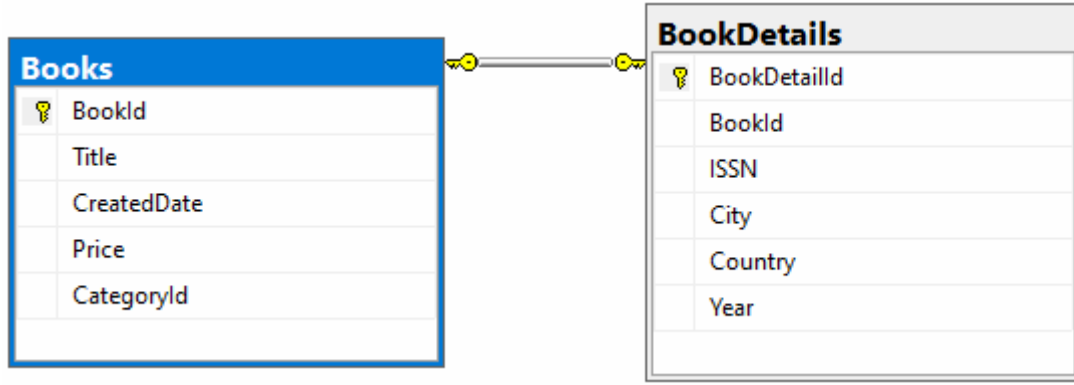 Books
BookId
Title
CreatedDate
Price
CategoryId
BookDetails
BookDetailId
BookId
ISSN
City
Country
Year